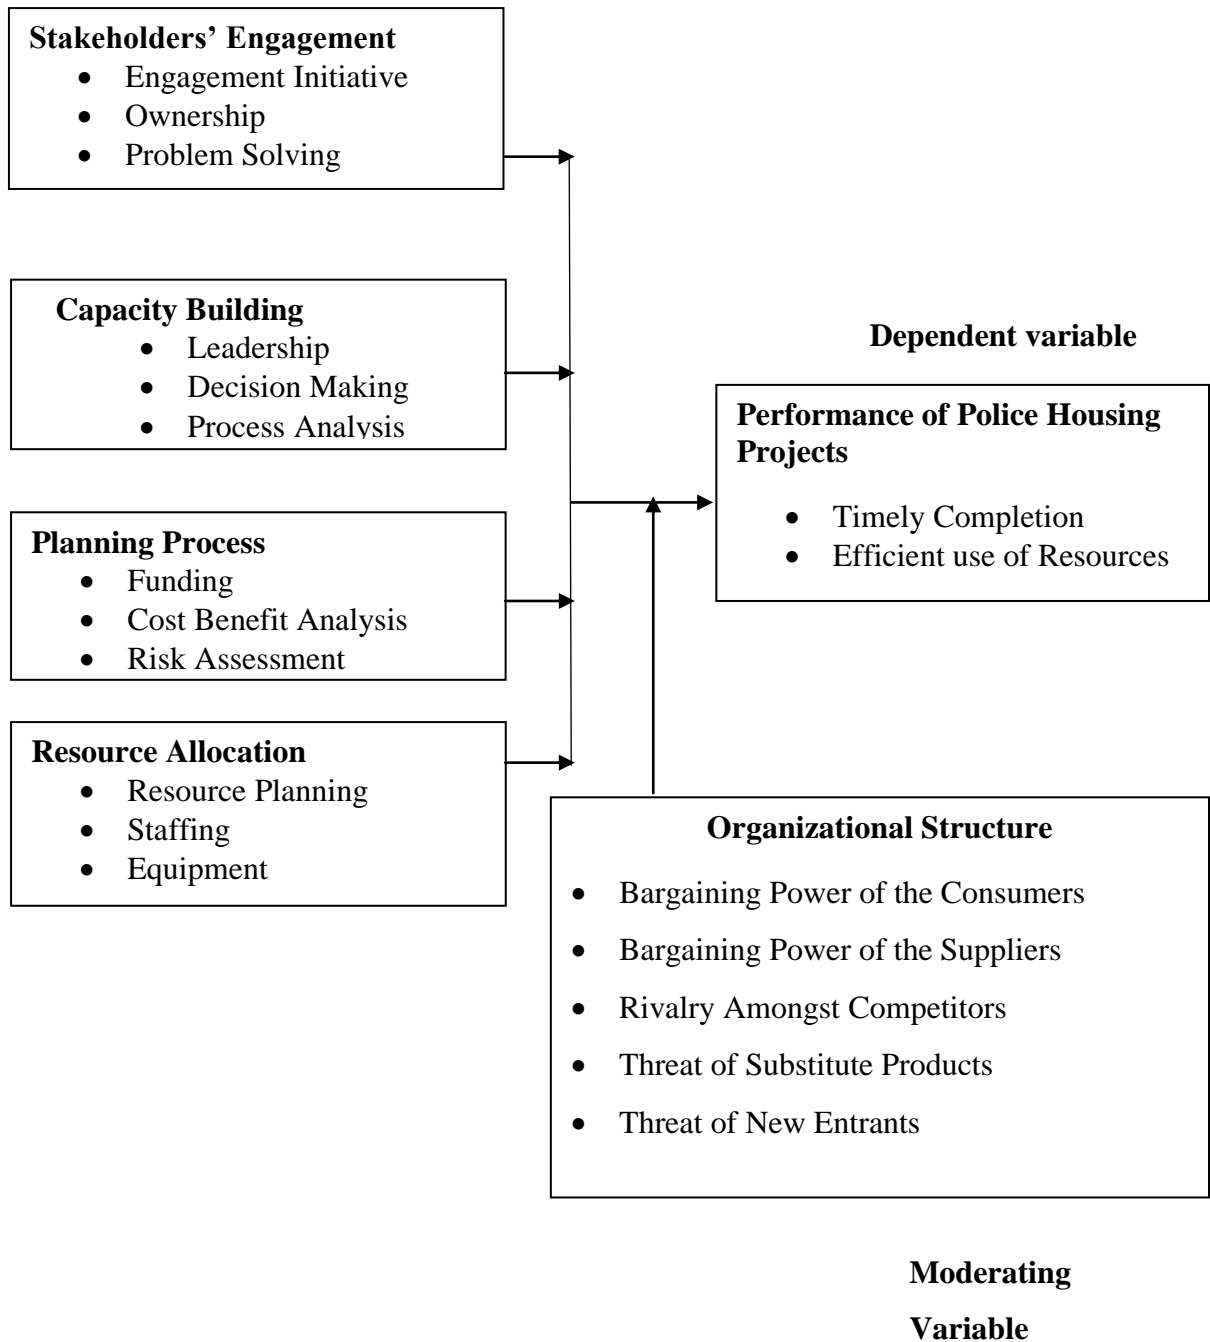 Stakeholders’ Engagement
• Engagement Initiative
• Ownership
• Problem Solving
Capacity Building
• Leadership
• Decision Making
• Process Analysis
Planning Process
• Funding
• Cost Benefit Analysis
• Risk Assessment
Resource Allocation
• Resource Planning
• Staffing
• Equipment
Dependent variable
Performance of Police Housing
Projects
• Timely Completion
• Efficient use of Resources
Organizational Structure
• Bargaining Power of the Consumers
• Bargaining Power of the Suppliers
• Rivalry Amongst Competitors
• Threat of Substitute Products
• Threat of New Entrants
Moderating
Variable